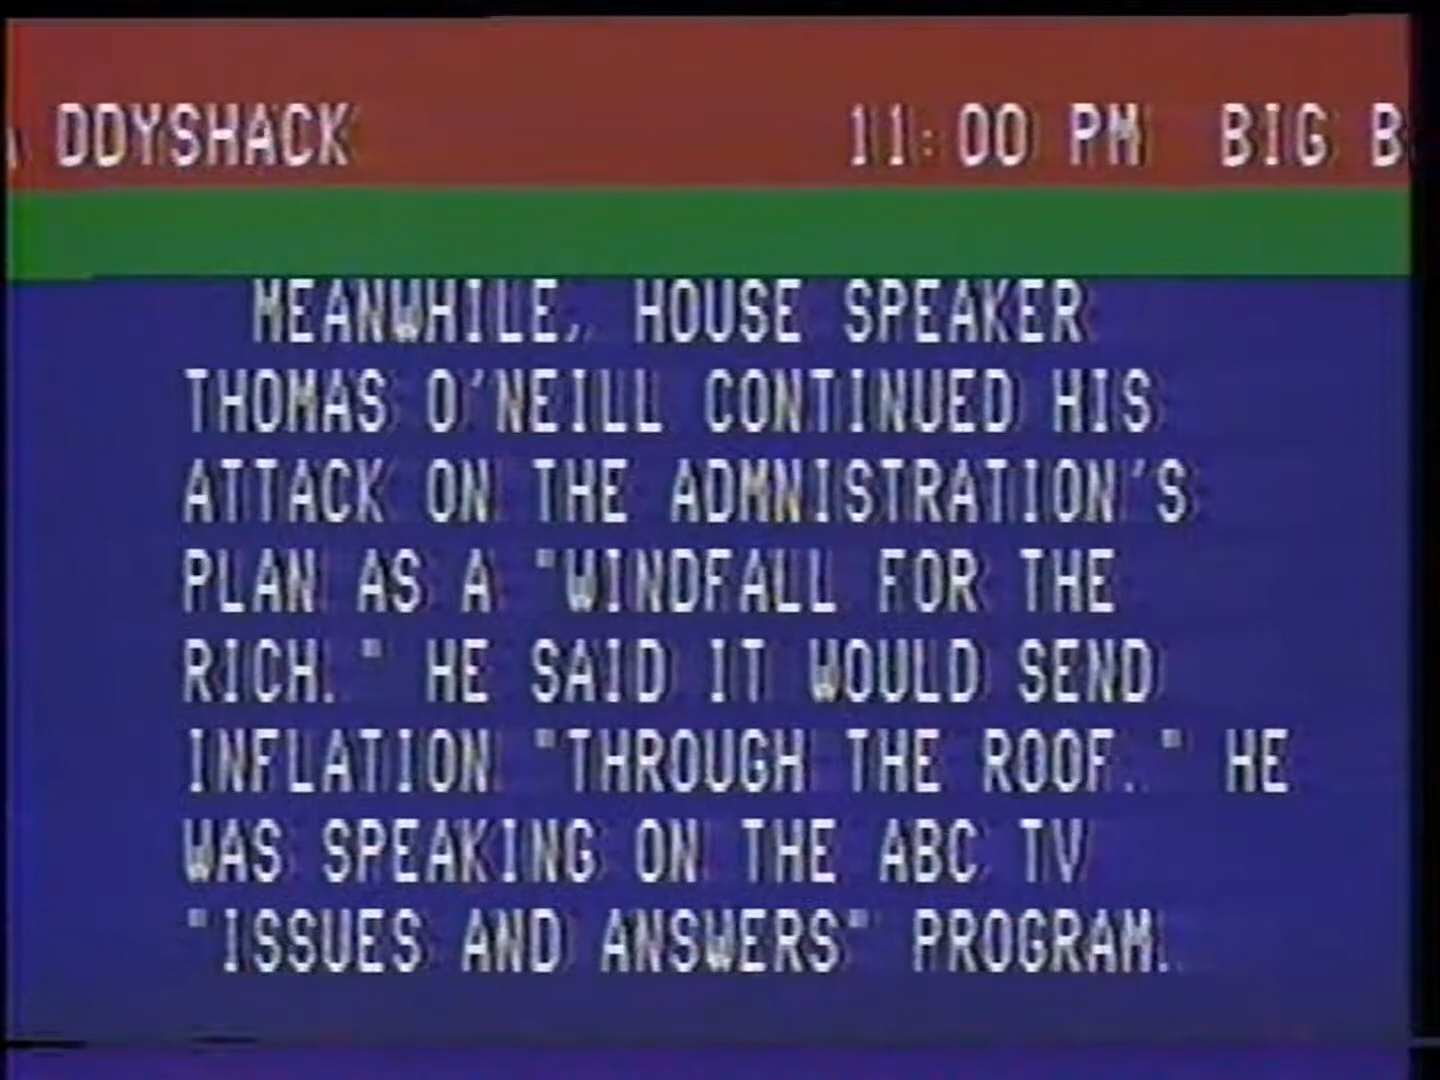 DDYSHACK 11:00 PM BIG B
MEANWHILE, HOUSE SPEAKER
THOMAS O'NEILL CONTINUED HIS
ATTACK ON THE ADMNISTRATION'S
PLAN AS A "WINDFALL FOR THE
RICH." HE SAID IT WOULD SEND
INFLATION "THROUGH THE ROOF." HE
WAS SPEAKING ON THE ABC TV
"ISSUES AND ANSWERS" PROGRAM.